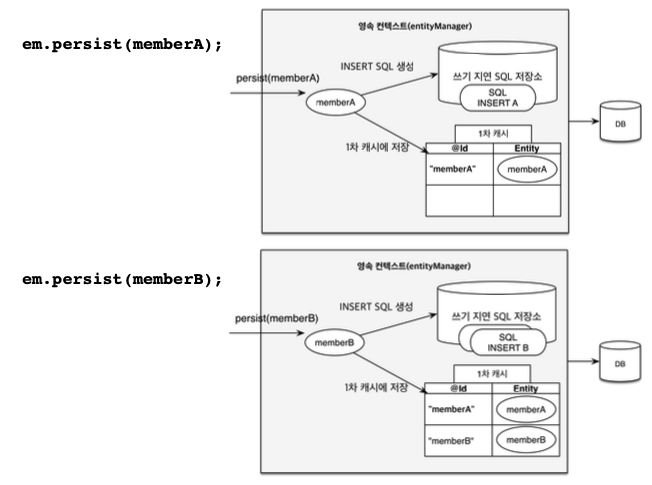 영속 컨텍스트(entityManager)
em.persist(memberA);
INSERT SQL 생성
쓰기 지연 SQL 저장소
persist(memberA)
SQL
INSERT A
memberA
DB
1차 캐시
1차 캐시에 저장
@Id Entity
"memberA" memberA
영속 컨텍스트(entityManager)
em.persist(memberB);
INSERT SQL 생성
쓰기 지연 SQL 저장소
persist(memberB)
SQL
INSERT B
memberB
DB
1차 캐시
1차 캐시에 저장
@Id Entity
"memberA" memberA
"memberB" memberB